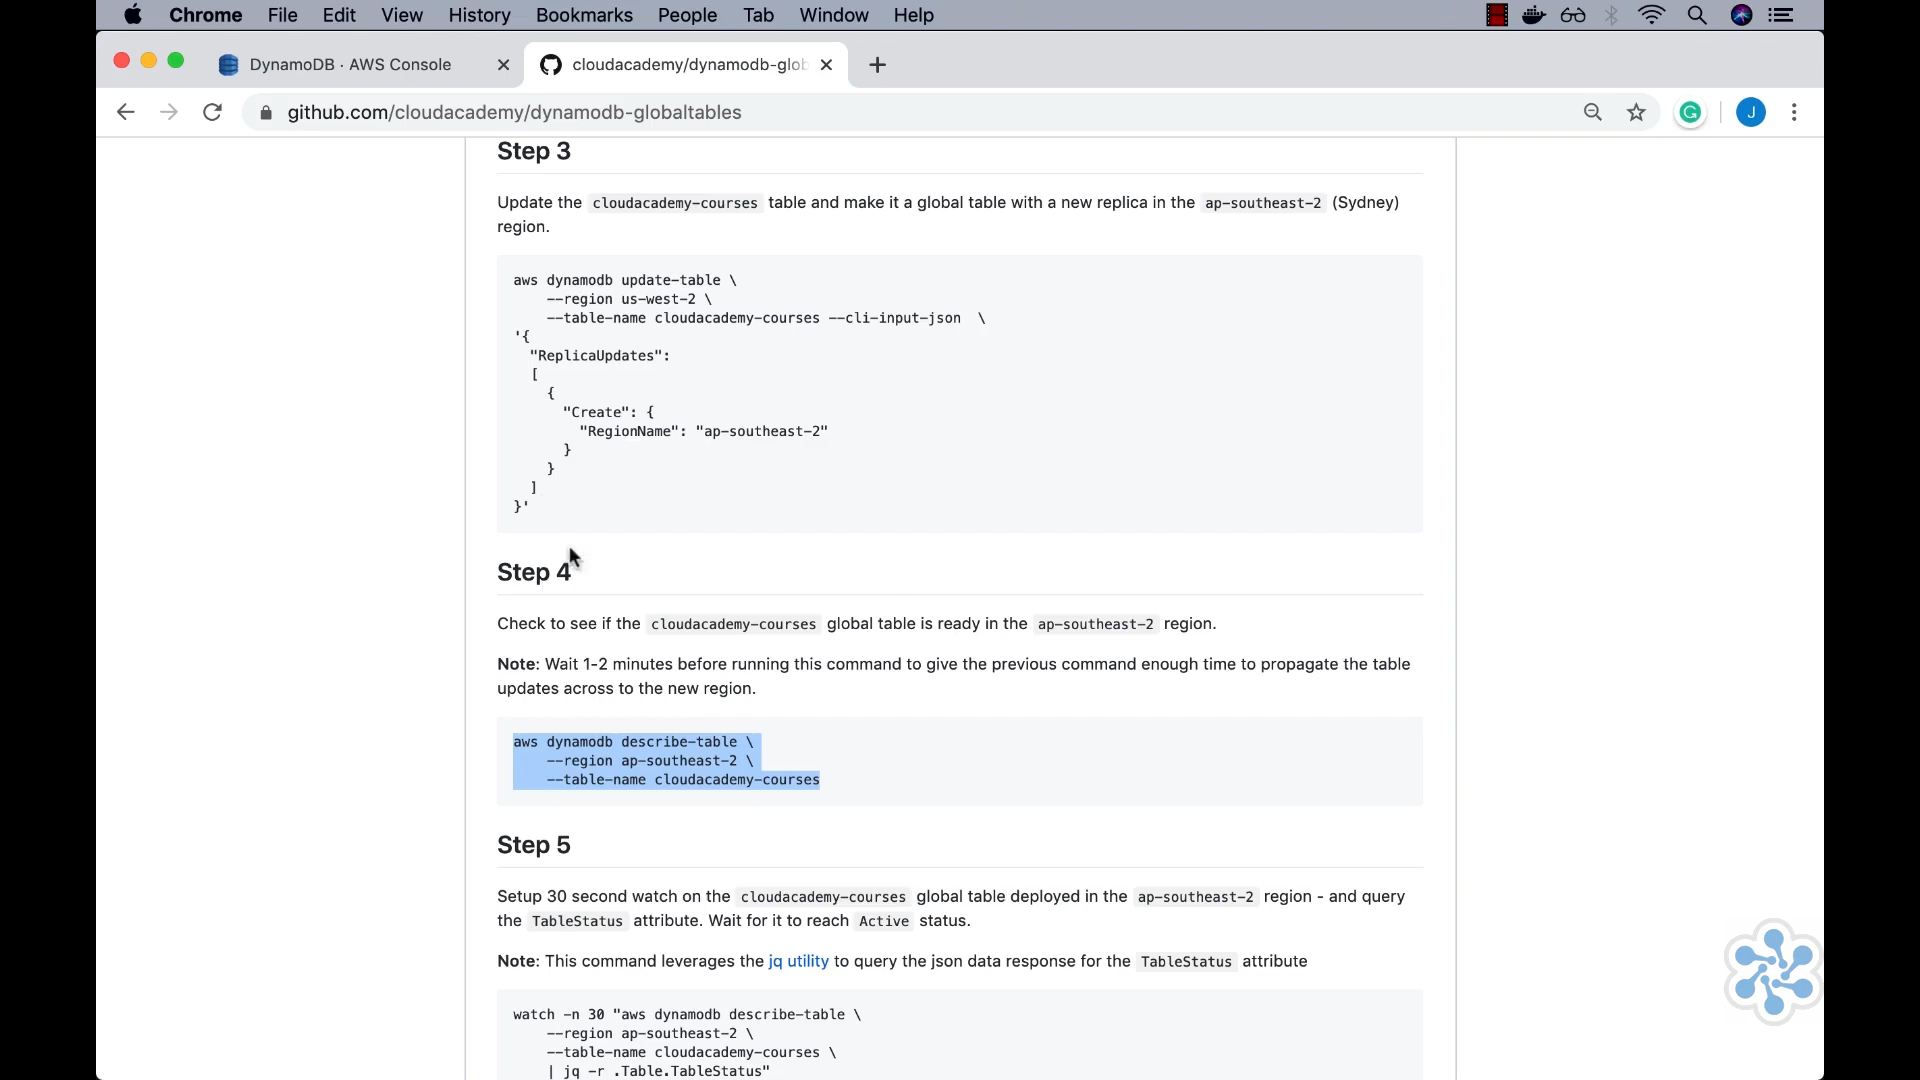 Chrome File Edit View History Bookmarks People Tab Window Help
DynamoDB · AWS Console
cloudacademy/dynamodb-glob
github.com/cloudacademy/dynamodb-globaltables
J
Step 3
Update the cloudacademy-courses table and make it a global table with a new replica in the ap-southeast-2 (Sydney)
region.
aws dynamodb update-table \
--region us-west-2 \
--table-name cloudacademy-courses --cli-input-json \
'{
"ReplicaUpdates":
[
{
"Create": {
"RegionName": "ap-southeast-2"
}
}
]
}'
Step 4
Check to see if the cloudacademy-courses global table is ready in the ap-southeast-2 region.
Note: Wait 1-2 minutes before running this command to give the previous command enough time to propagate the table
updates across to the new region.
aws dynamodb describe-table \
--region ap-southeast-2 \
--table-name cloudacademy-courses
Step 5
Setup 30 second watch on the cloudacademy-courses global table deployed in the ap-southeast-2 region - and query
the TableStatus attribute. Wait for it to reach Active status.
Note: This command leverages the jq utility to query the json data response for the TableStatus attribute
watch -n 30 "aws dynamodb describe-table \
--region ap-southeast-2 \
--table-name cloudacademy-courses \
| jq -r .Table.TableStatus"